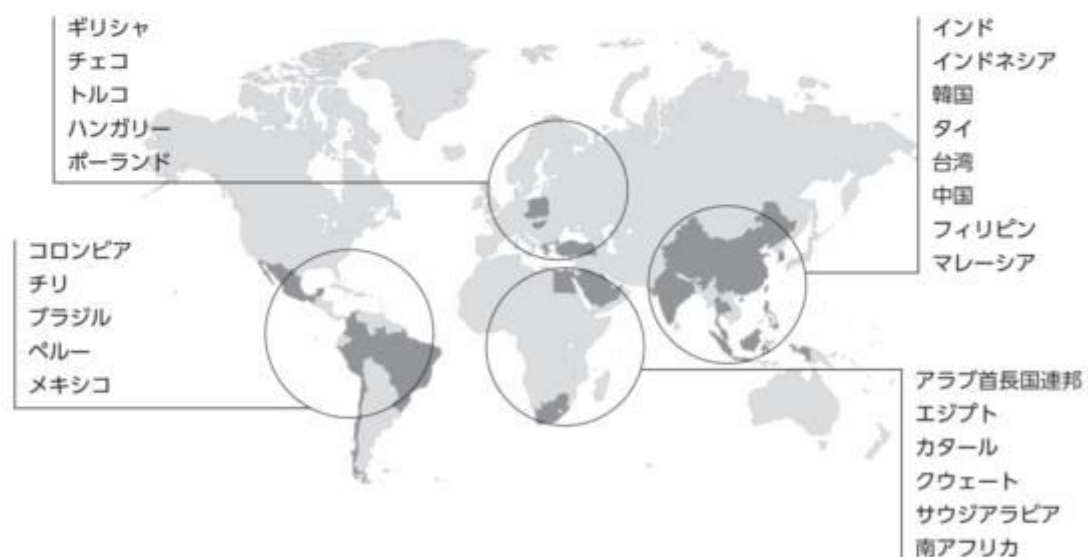 ギリシャ
チェコ
トルコ
ハンガリー
ポーランド
コロンビア
チリ
ブラジル
ペルー
メキシコ
インド
インドネシア
韓国
タイ
台湾
中国
フィリピン
マレーシア
アラブ首長国連邦
エジプト
カタール
クウェート
サウジアラビア
南アフリカ